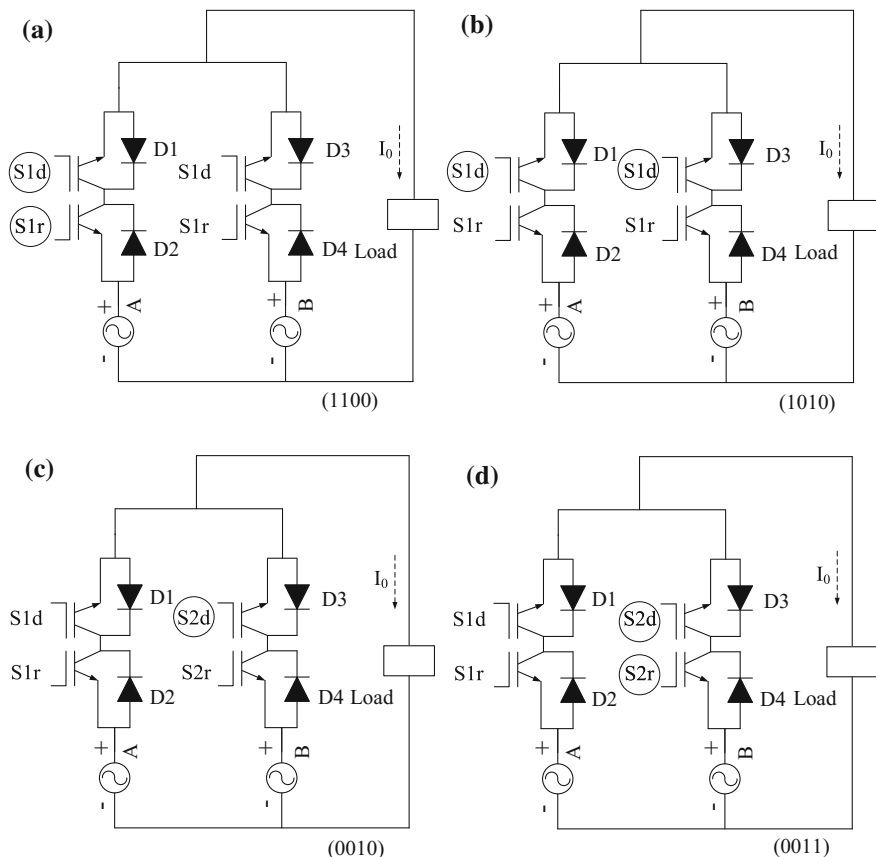 (a)
S1d
D1
S1d
D3
I0
S1r
D2
S1r
D4 Load
+
A
+
B
-
-
(1100)
(b)
S1d
D1
S1d
D3
I0
S1r
D2
S1r
D4 Load
+
A
+
B
-
-
(1010)
(c)
S1d
D1
S2d
D3
I0
S1r
D2
S2r
D4 Load
+
A
+
B
-
-
(0010)
(d)
S1d
D1
S2d
D3
I0
S1r
D2
S2r
D4 Load
+
A
+
B
-
-
(0011)